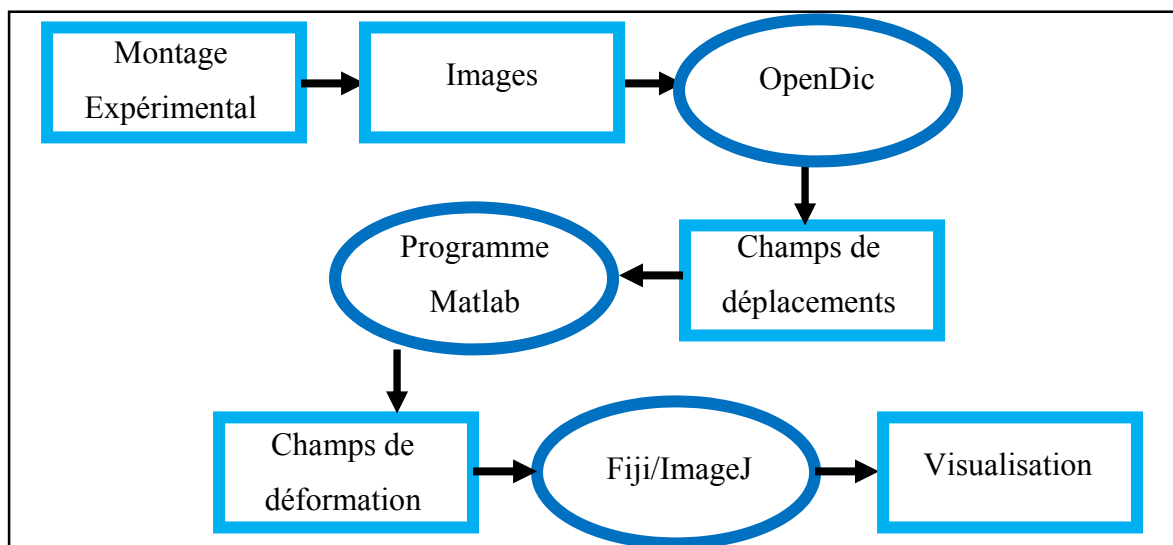 Montage
Expérimental
Images
OpenDic
Champs de
déplacements
Programme
Matlab
Champs de
déformation
Fiji/ImageJ
Visualisation